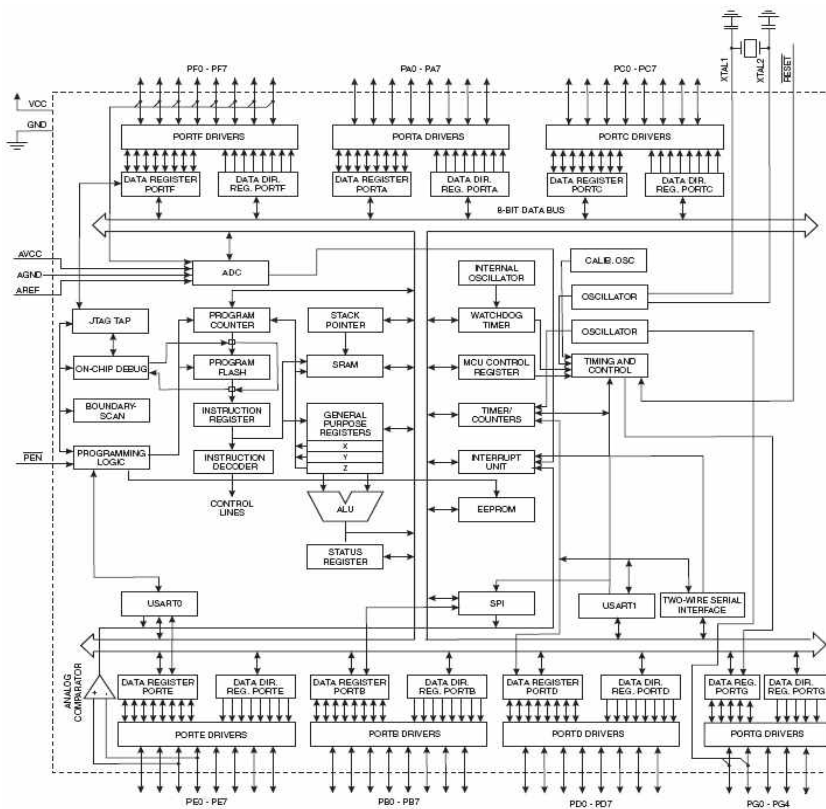 XTAL1
XTAL2
RESET
PF0 - PF7
PA0 - PA7
PC0 - PC7
VCC
GND
PORTF DRIVERS
PORTA DRIVERS
PORTC DRIVERS
DATA REGISTER
PORTF
DATA DIR.
REG. PORTF
DATA REGISTER
PORTA
DATA DIR.
REG. PORTA
DATA REGISTER
PORTC
DATA DIR.
REG. PORTC
8-BIT DATA BUS
AVCC
AGND
AREF
ADC
INTERNAL
OSCILLATOR
CALIB. OSC
OSCILLATOR
JTAG TAP
PROGRAM
COUNTER
STACK
POINTER
WATCHDOG
TIMER
OSCILLATOR
ON-CHIP DEBUG
PROGRAM
FLASH
SRAM
MCU CONTROL
REGISTER
TIMING AND
CONTROL
BOUNDARY-
SCAN
INSTRUCTION
REGISTER
GENERAL
PURPOSE
REGISTERS
X
Y
Z
TIMER/
COUNTERS
PEN
PROGRAMMING
LOGIC
INSTRUCTION
DECODER
INTERRUPT
UNIT
CONTROL
LINES
ALU
EEPROM
STATUS
REGISTER
USART0
SPI
USART1
TWO-WIRE SERIAL
INTERFACE
ANALOG
COMPARATOR
+
-
DATA REGISTER
PORTE
DATA DIR.
REG. PORTE
DATA REGISTER
PORTB
DATA DIR.
REG. PORTB
DATA REGISTER
PORTD
DATA DIR.
REG. PORTD
DATA REG.
PORTG
DATA DIR.
REG. PORTG
PORTE DRIVERS
PORTB DRIVERS
PORTD DRIVERS
PORTG DRIVERS
PE0 - PE7
PB0 - PB7
PD0 - PD7
PG0 - PG4